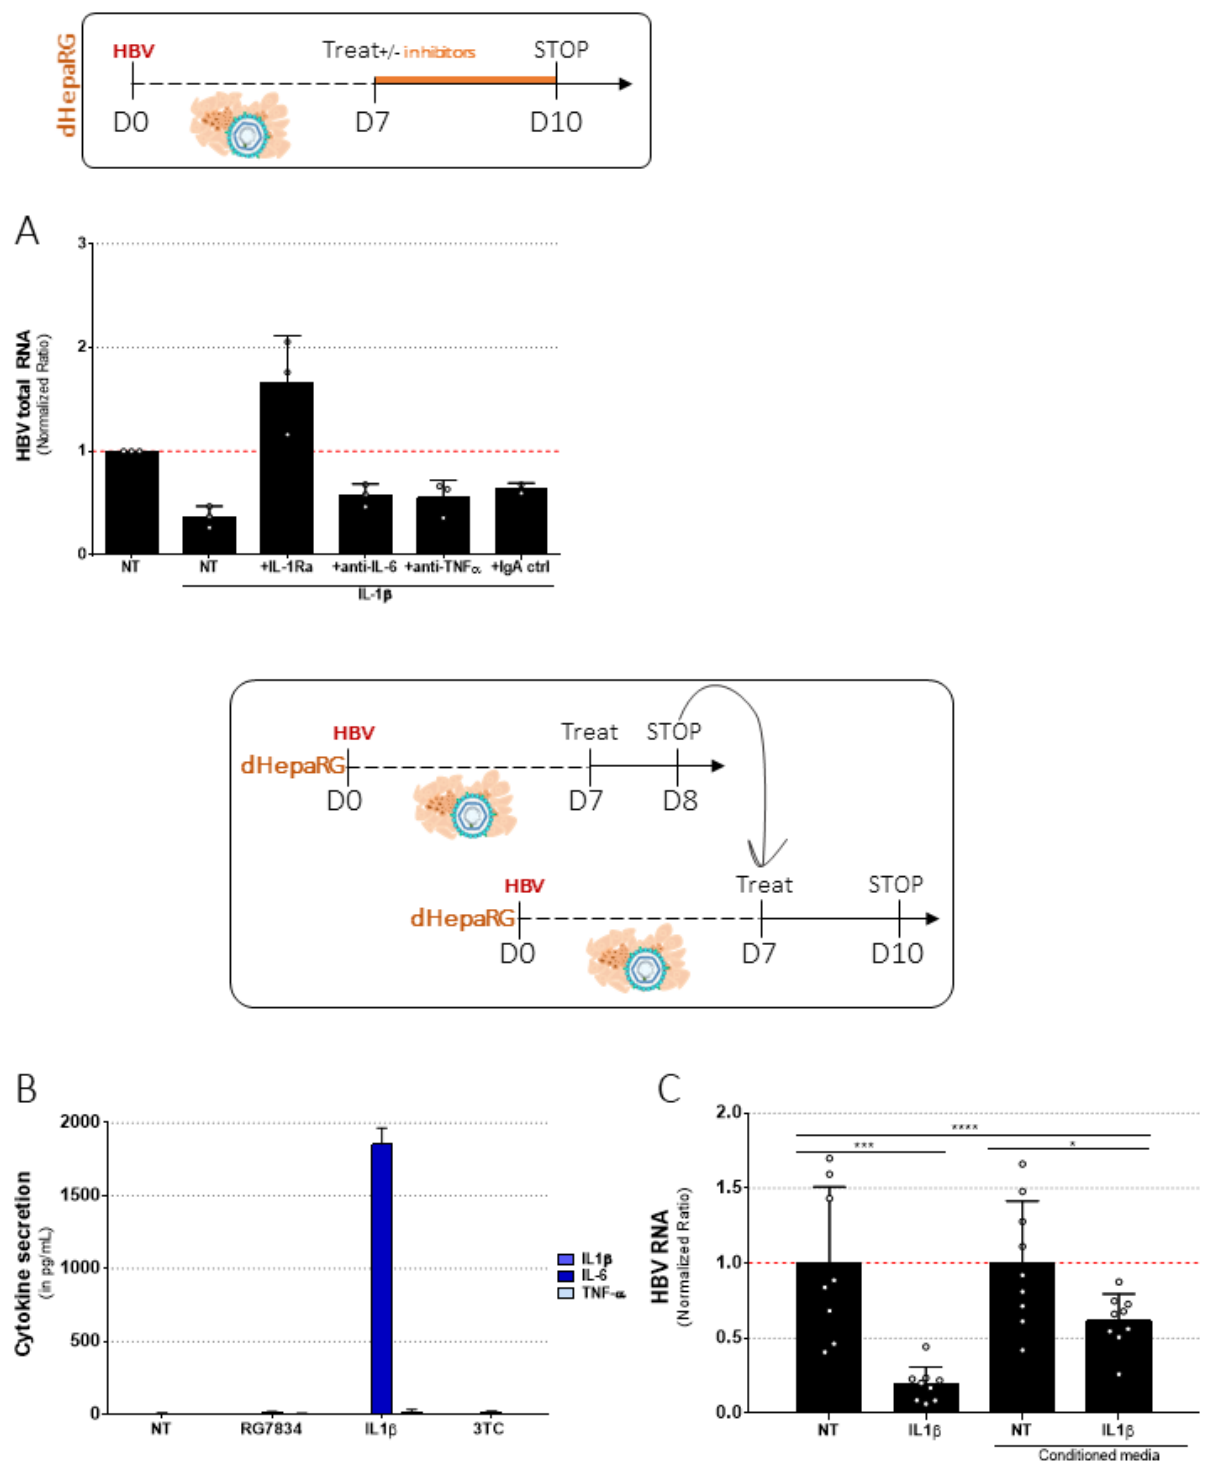 dHepaRG
HBV Treat+/- inhibitors STOP
D0 D7 D10
A
HBV total RNA
(Normalized Ratio)
3
2
1
0
NT NT +IL-1Ra +anti-IL-6 +anti-TNFα +IgA ctrl
IL-1β
HBV Treat STOP
dHepaRG
D0 D7 D8
HBV Treat STOP
dHepaRG
D0 D7 D10
B
Cytokine secretion
(in pg/mL)
2000
1500
1000
500
0
NT RG7834 IL1β 3TC
IL1β
IL-6
TNF-α
C
HBV RNA
(Normalized Ratio)
2.0
1.5
1.0
0.5
0.0
****
*** *
NT IL1β NT IL1β
Conditioned media